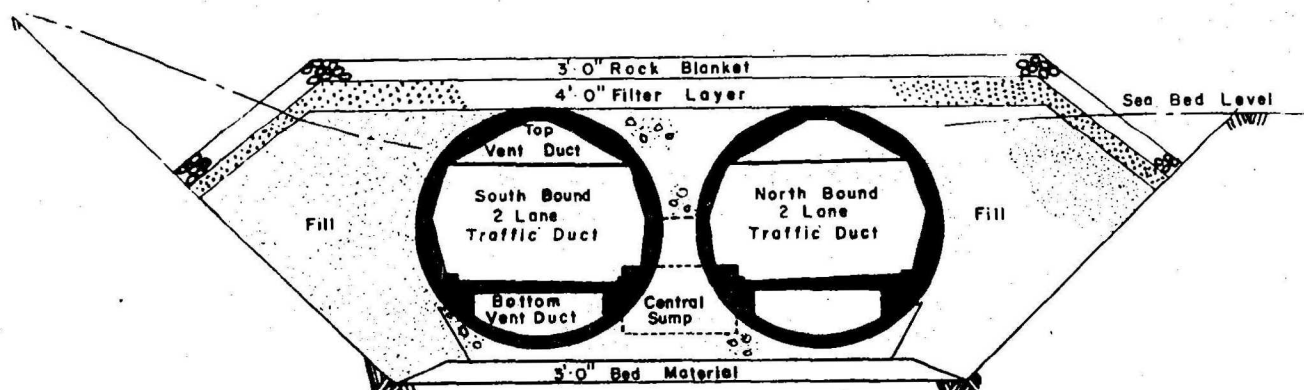 3'·0" Rock Blanket
4'·0" Filter Layer
Sea Bed Level
Top
Vent Duct
South Bound
2 Lane
Traffic Duct
North Bound
2 Lane
Traffic Duct
Fill
Fill
Bottom
Vent Duct
Central
Sump
3'·0" Bed Material